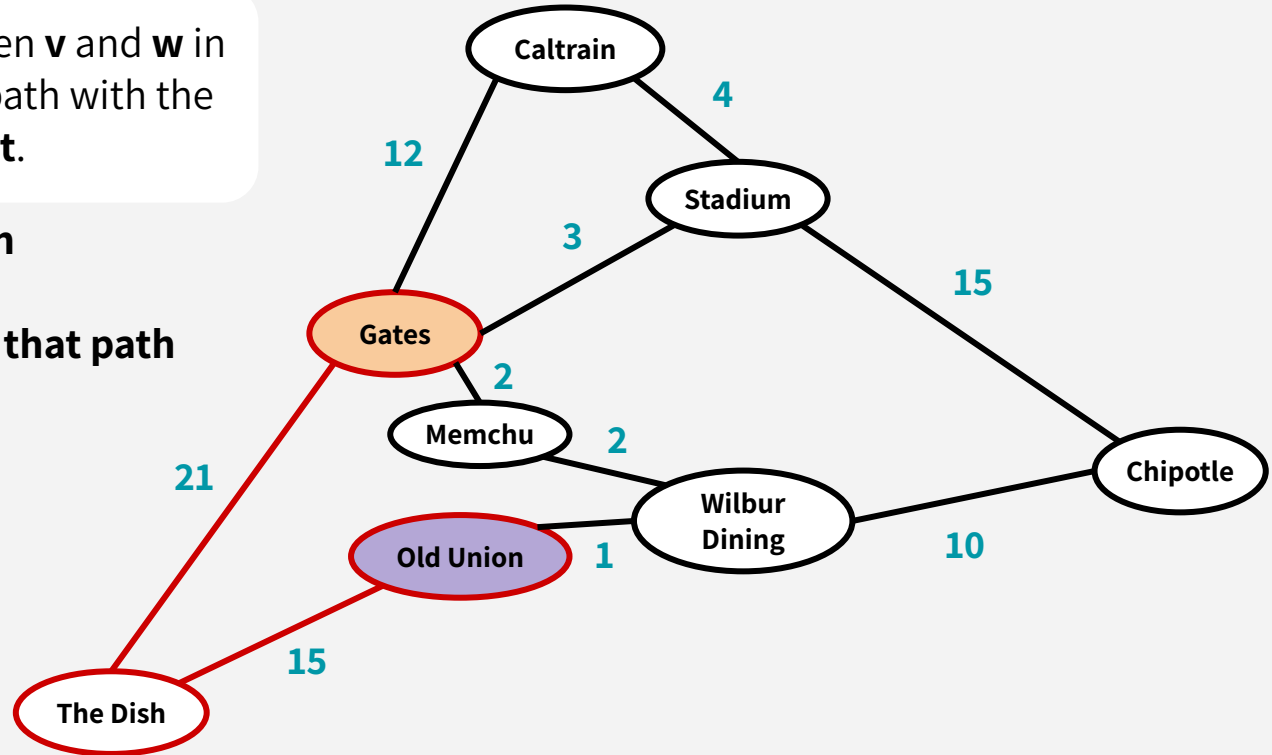 en v and w in
path with the
t.
n
that path
Caltrain
4
12
Stadium
3
15
Gates
2
Memchu
2
Chipotle
21
Wilbur
Dining
Old Union
1
10
15
The Dish